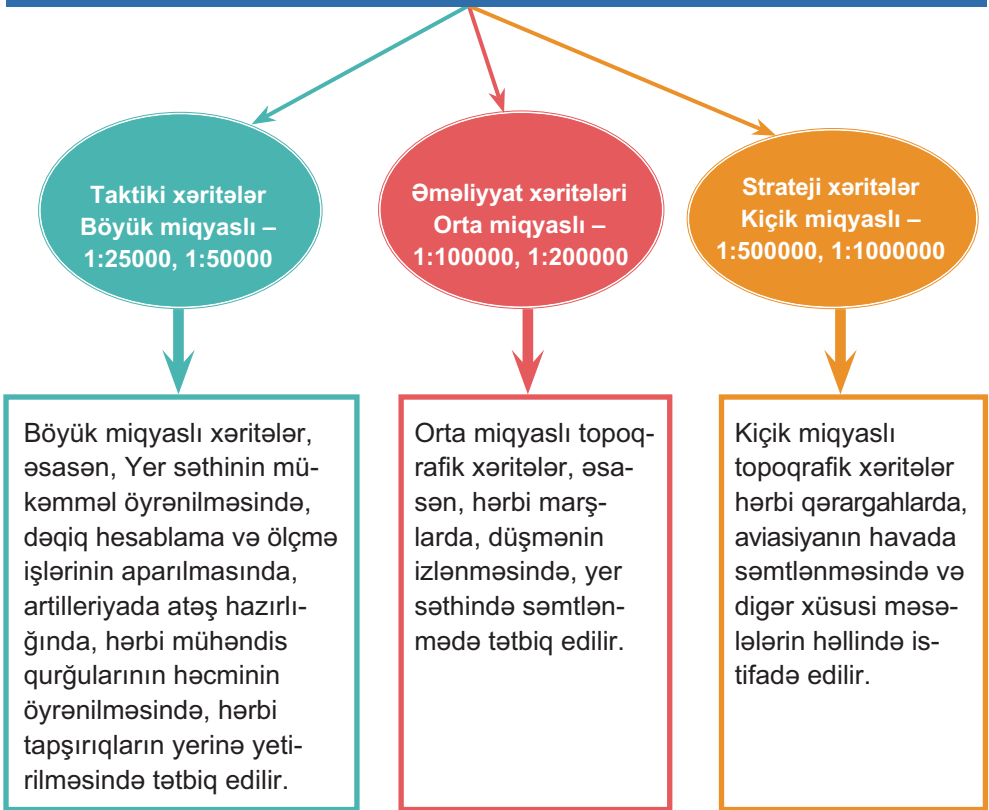 Taktiki xəritələr
Böyük miqyaslı –
1:25000, 1:50000
Əməliyyat xəritələri
Orta miqyaslı –
1:100000, 1:200000
Strateji xəritələr
Kiçik miqyaslı –
1:500000, 1:1000000
Böyük miqyaslı xəritələr,
əsasən, Yer səthinin mü-
kəmməl öyrənilməsində,
dəqiq hesablama və ölçmə
işlərinin aparılmasında,
artilleriyada atəş hazırlı-
ğında, hərbi mühəndis
qurğularının həcminin
öyrənilməsində, hərbi
tapşırıqların yerinə yeti-
rilməsində tətbiq edilir.
Orta miqyaslı topoq-
rafik xəritələr, əsa-
sən, hərbi marş-
larda, düşmənin
izlənməsində, yer
səthində səmtlən-
mədə tətbiq edilir.
Kiçik miqyaslı
topoqrafik xəritələr
hərbi qərargahlarda,
aviasiyanın havada
səmtlənməsində və
digər xüsusi məsə-
lələrin həllində is-
tifadə edilir.